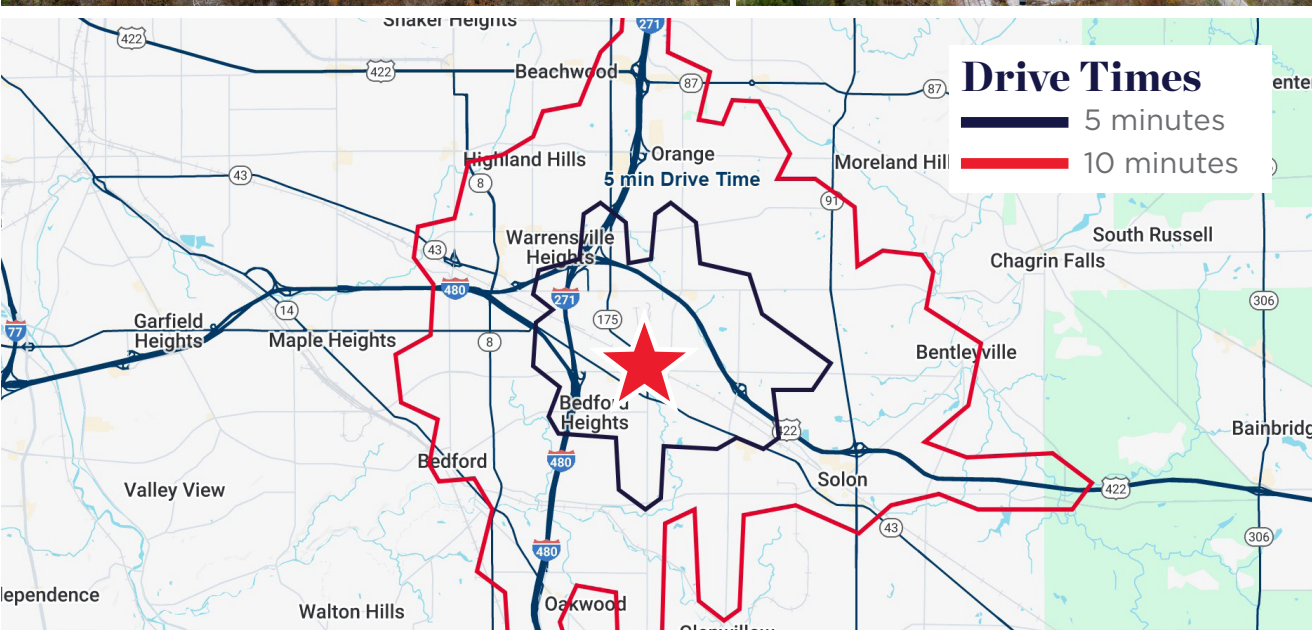 Shaker Heights
271
422
422
Beachwood
87
87
Drive Times
5 minutes
10 minutes
Highland Hills
Orange
Moreland Hill
5 min Drive Time
43
8
91
43
Warrensville
Heights
South Russell
Chagrin Falls
480
271
306
14
175
77
Garfield
Heights
Maple Heights
8
Bentleyville
Bedford
Heights
422
Bainbridg
Bedford
480
Solon
Valley View
422
43
306
480
lependence
Walton Hills
Oakwood